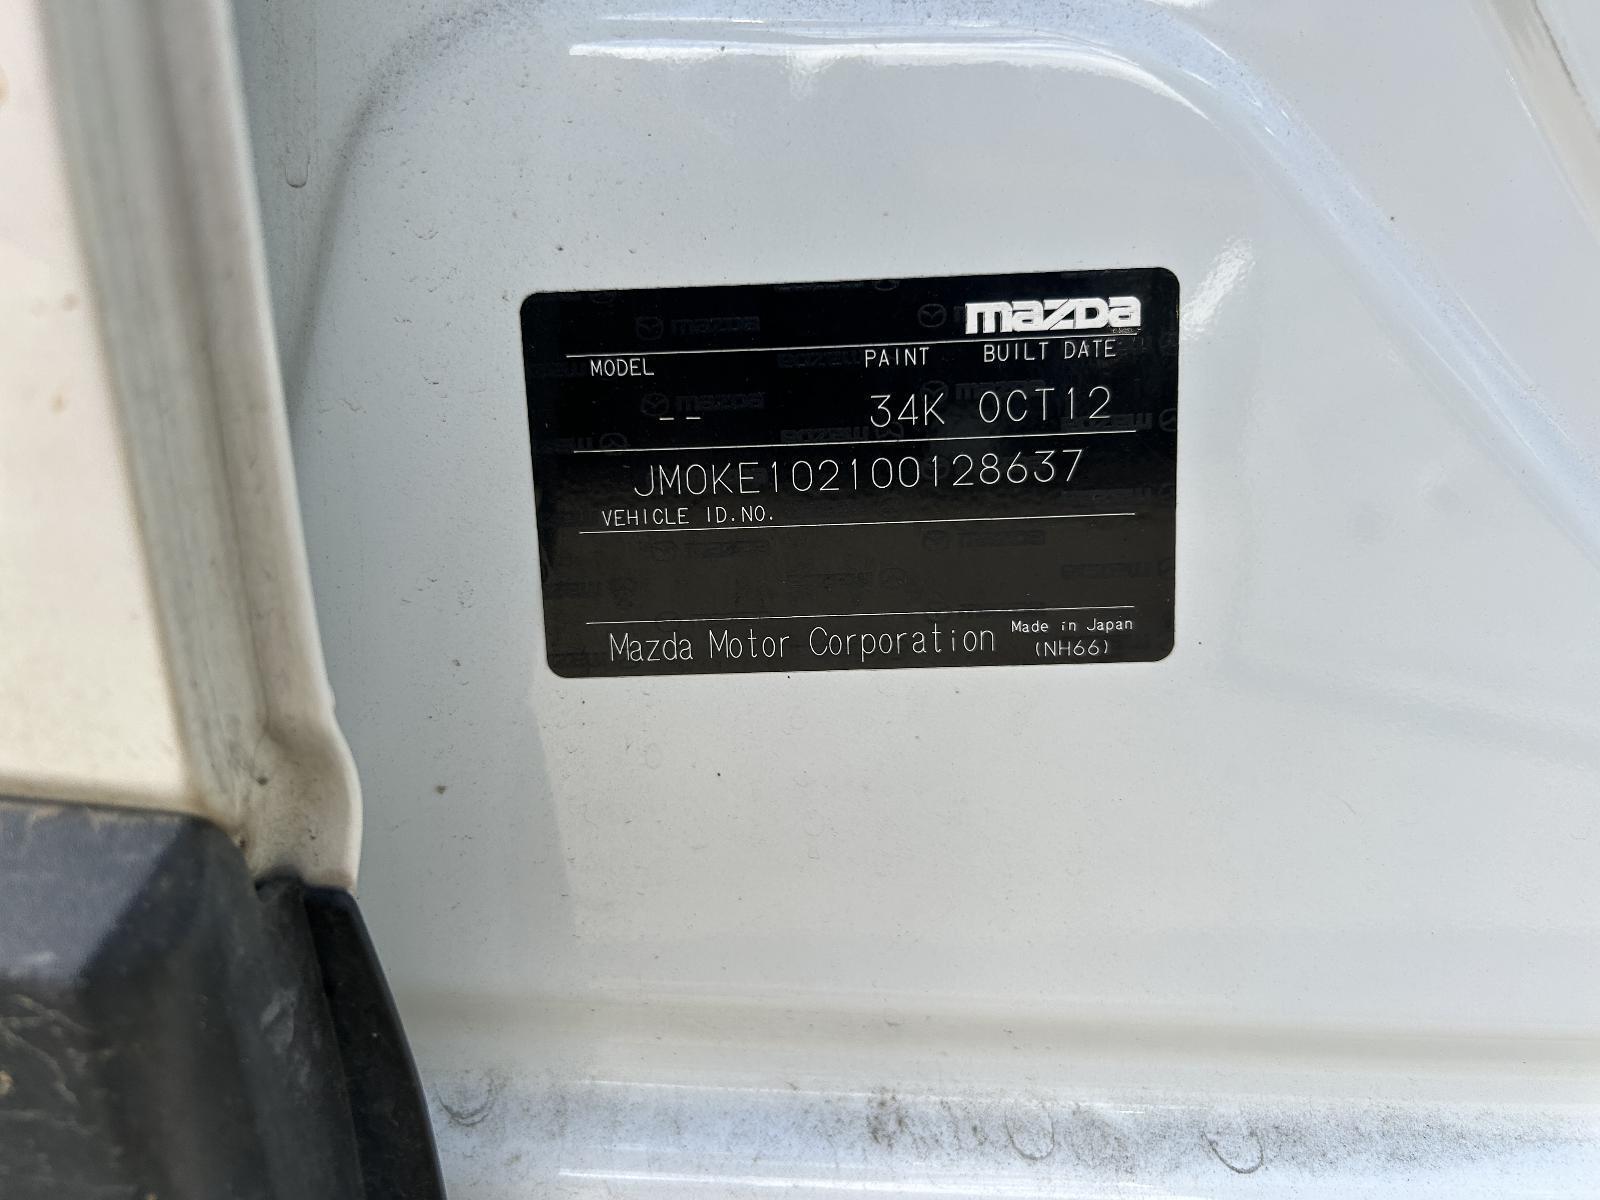 mazda
MODEL PAINT BUILT DATE
-- 34K OCT12
JM0KE102100128637
VEHICLE ID.NO.
Mazda Motor Corporation Made in Japan
(NH66)